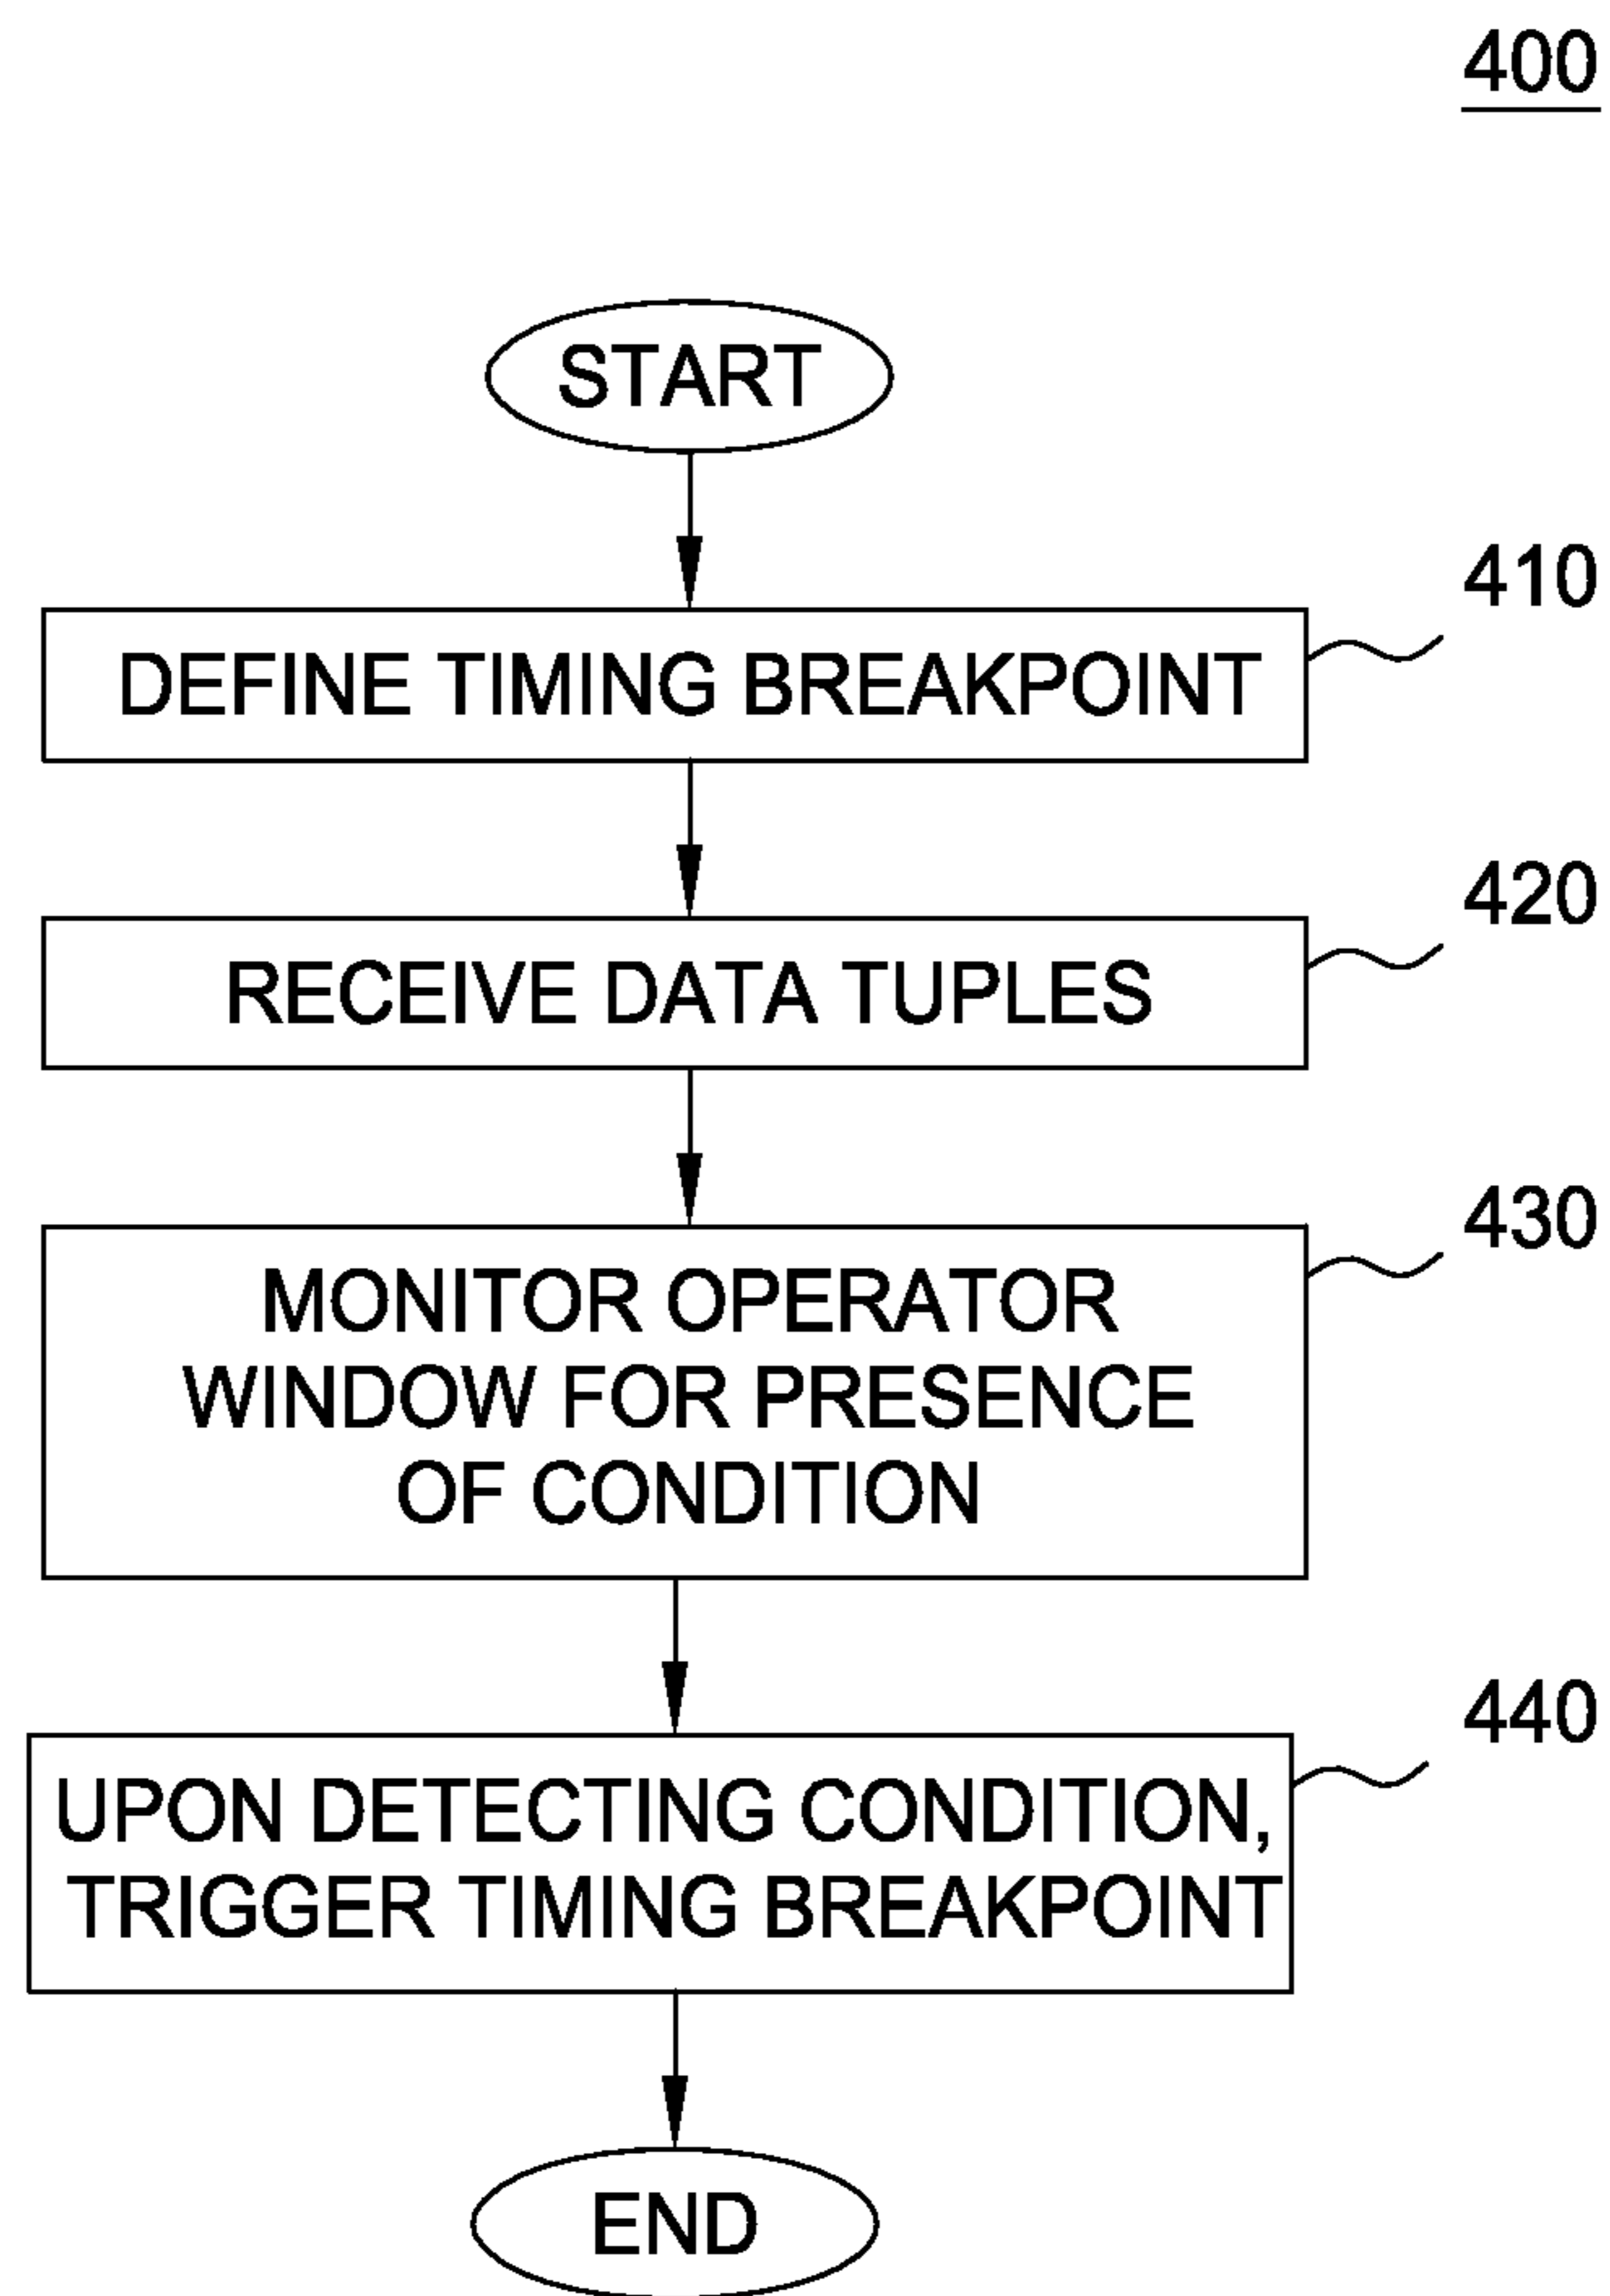 400
START
410
DEFINE TIMING BREAKPOINT
420
RECEIVE DATA TUPLES
430
MONITOR OPERATOR
WINDOW FOR PRESENCE
OF CONDITION
440
UPON DETECTING CONDITION,
TRIGGER TIMING BREAKPOINT
END